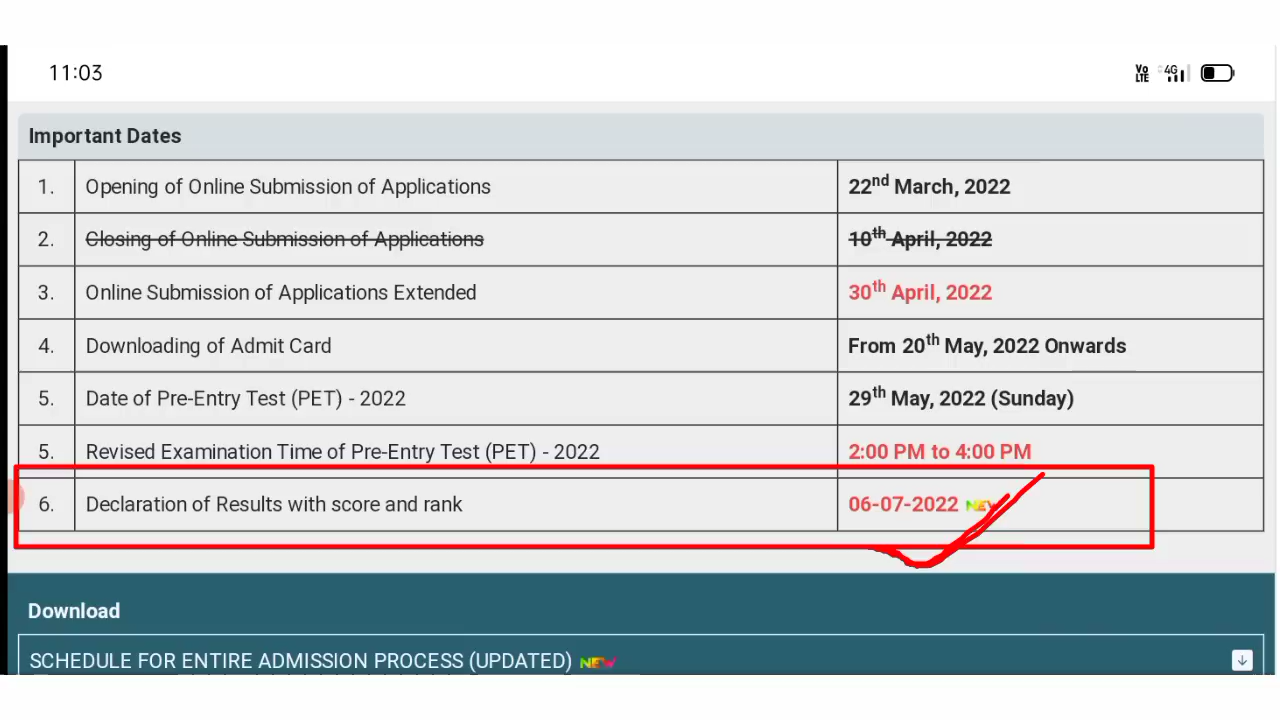 11:03
Vo LTE 4G
Important Dates
1. Opening of Online Submission of Applications 22nd March, 2022
2. Closing of Online Submission of Applications 10th April, 2022
3. Online Submission of Applications Extended 30th April, 2022
4. Downloading of Admit Card From 20th May, 2022 Onwards
5. Date of Pre-Entry Test (PET) - 2022 29th May, 2022 (Sunday)
5. Revised Examination Time of Pre-Entry Test (PET) - 2022 2:00 PM to 4:00 PM
6. Declaration of Results with score and rank 06-07-2022 NEW
Download
SCHEDULE FOR ENTIRE ADMISSION PROCESS (UPDATED) NEW